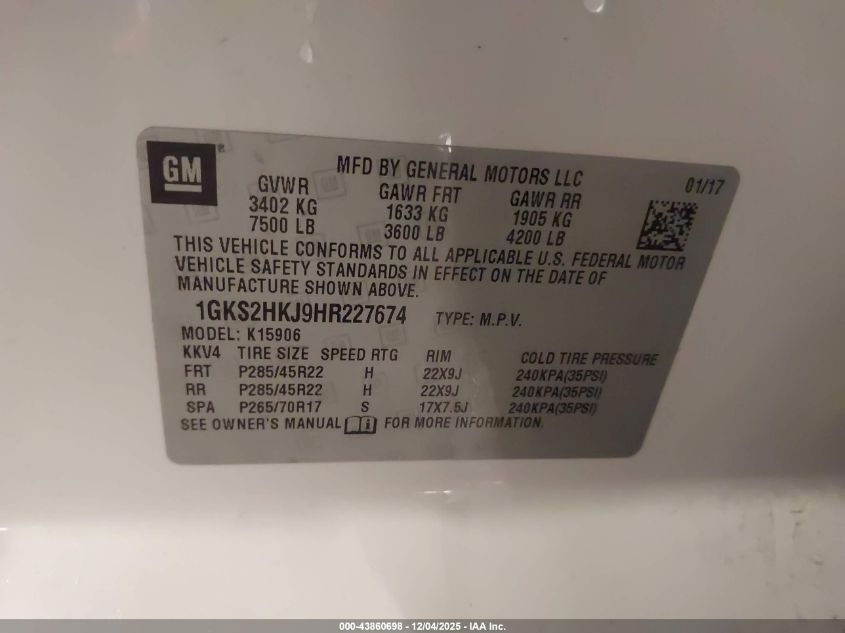 GM
MFD BY GENERAL MOTORS LLC 01/17
GVWR GAWR FRT GAWR RR
3402 KG 1633 KG 1905 KG
7500 LB 3600 LB 4200 LB
THIS VEHICLE CONFORMS TO ALL APPLICABLE U.S. FEDERAL MOTOR
VEHICLE SAFETY STANDARDS IN EFFECT ON THE DATE OF
MANUFACTURE SHOWN ABOVE.
1GKS2HKJ9HR227674 TYPE: M.P.V.
MODEL: K15906
KKV4 TIRE SIZE SPEED RTG RIM COLD TIRE PRESSURE
FRT P285/45R22 H 22X9J 240KPA(35PSI)
RR P285/45R22 H 22X9J 240KPA(35PSI)
SPA P265/70R17 S 17X7.5J 240KPA(35PSI)
SEE OWNER'S MANUAL FOR MORE INFORMATION.
000-43860698 - 12/04/2025 - IAA Inc.